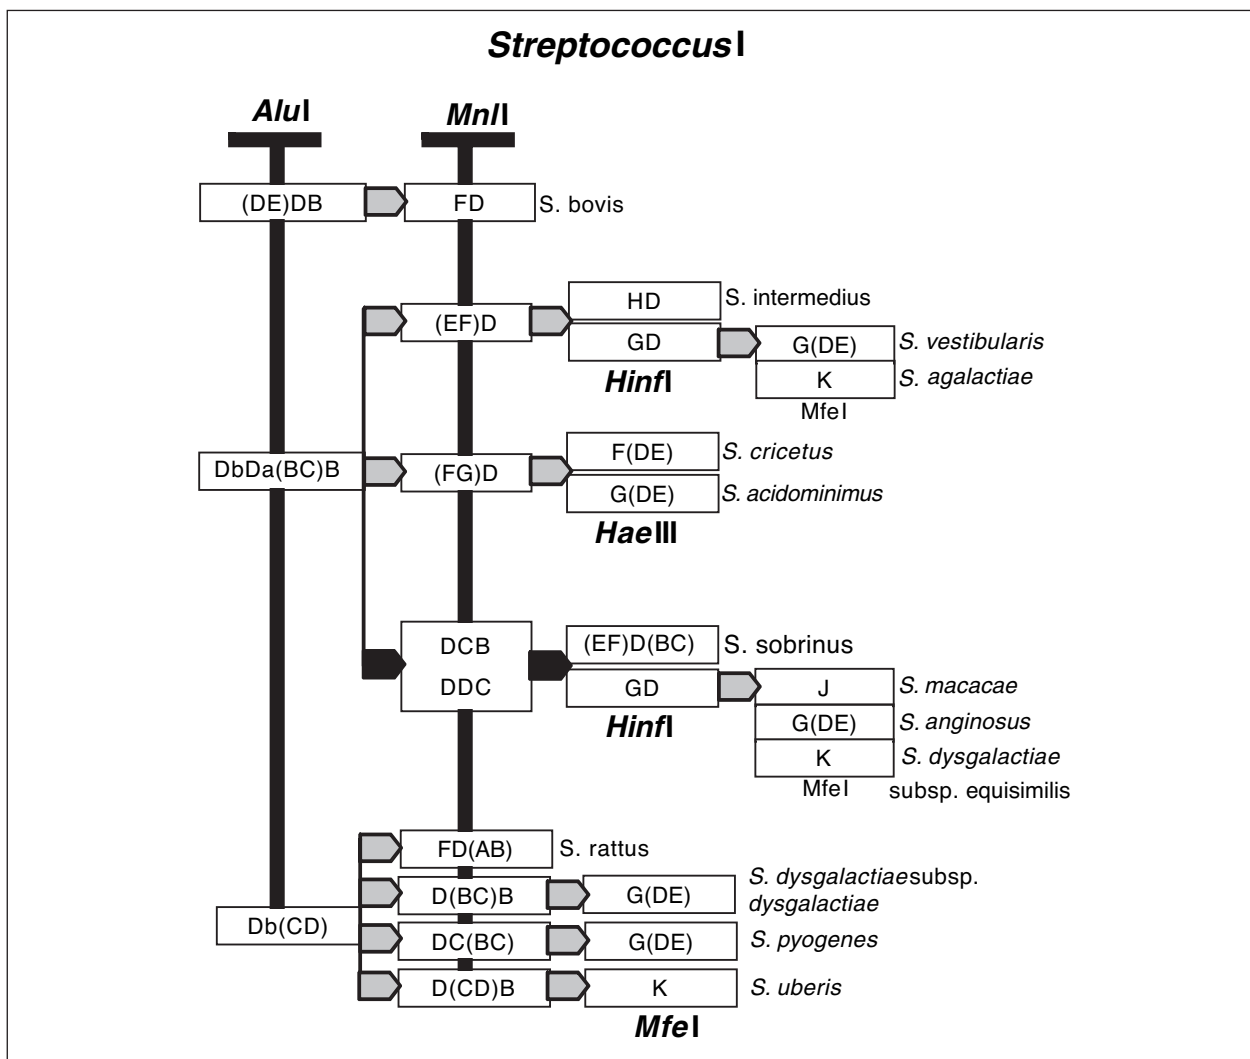 Streptococcus I
AluI
MnlI
(DE)DB
FD
S. bovis
(EF)D
HD
S. intermedius
GD
HinfI
G(DE)
S. vestibularis
K
S. agalactiae
MfeI
DbDa(BC)B
(FG)D
F(DE)
S. cricetus
G(DE)
S. acidominimus
HaeIII
DCB
DDC
(EF)D(BC)
S. sobrinus
GD
HinfI
J
S. macacae
G(DE)
S. anginosus
K
S. dysgalactiae
MfeI
subsp. equisimilis
Db(CD)
FD(AB)
S. rattus
D(BC)B
G(DE)
S. dysgalactiaesubsp.
dysgalactiae
DC(BC)
G(DE)
S. pyogenes
D(CD)B
K
S. uberis
MfeI